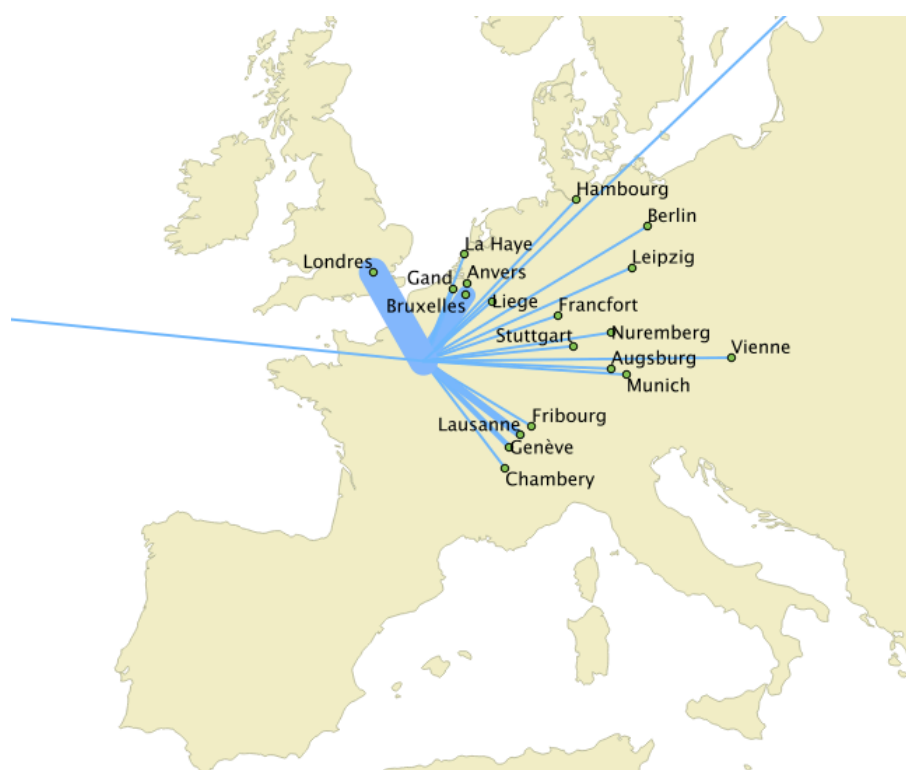 Hambourg
Berlin
La Haye
Londres
Leipzig
Gand
Anvers
Bruxelles
Liege
Francfort
Stuttgart
Nuremberg
Vienne
Augsburg
Munich
Lausanne
Fribourg
Genève
Chambery